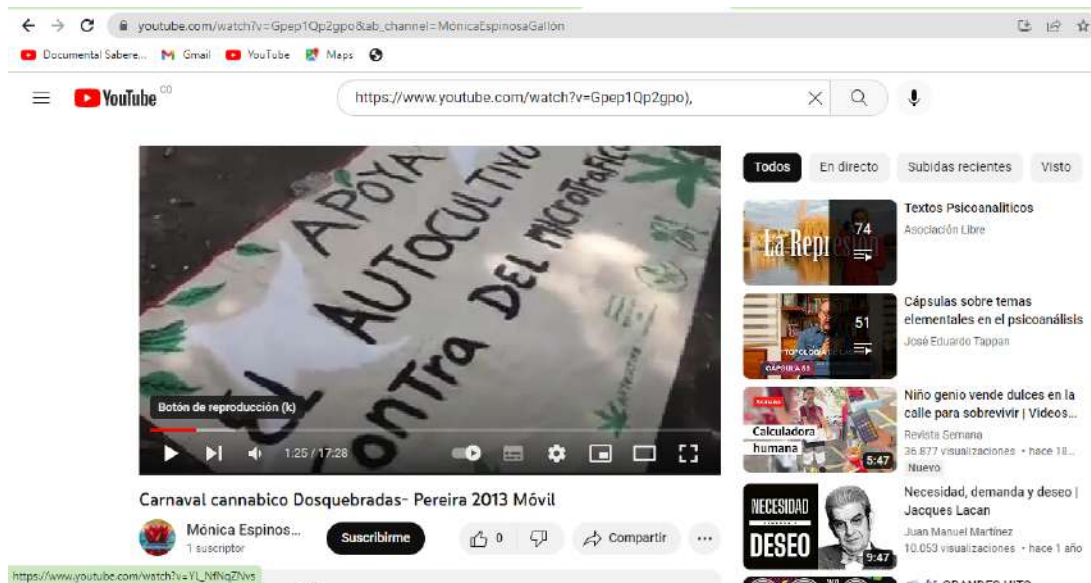 youtube.com/watch?v=Gpep1Qp2gpo&ab_channel=MónicaEspinosaGallón
Documental Sabere...
Gmail
YouTube
Maps
YouTube CO
https://www.youtube.com/watch?v=Gpep1Qp2gpo),
APOYA
EL AUTOCULTIVO
Contra DEL MICROTRAFICO
Botón de reproducción (k)
1:25 / 17:28
Carnaval cannabico Dosquebradas- Pereira 2013 Móvil
Mónica Espinos...
1 suscriptor
Suscribirme
0
Compartir
https://www.youtube.com/watch?v=YL_NfNqZNvs
Todos
En directo
Subidas recientes
Visto
La Represión
74
Textos Psicoanaliticos
Asociación Libre
51
CÁPSULA 55
Cápsulas sobre temas
elementales en el psicoanálisis
José Eduardo Tappan
Calculadora
humana
5:47
Niño genio vende dulces en la
calle para sobrevivir | Videos...
Revista Semana
36.877 visualizaciones • hace 18...
Nuevo
NECESIDAD
DESEO
9:47
Necesidad, demanda y deseo |
Jacques Lacan
Juan Manuel Martínez
10.053 visualizaciones • hace 1 año